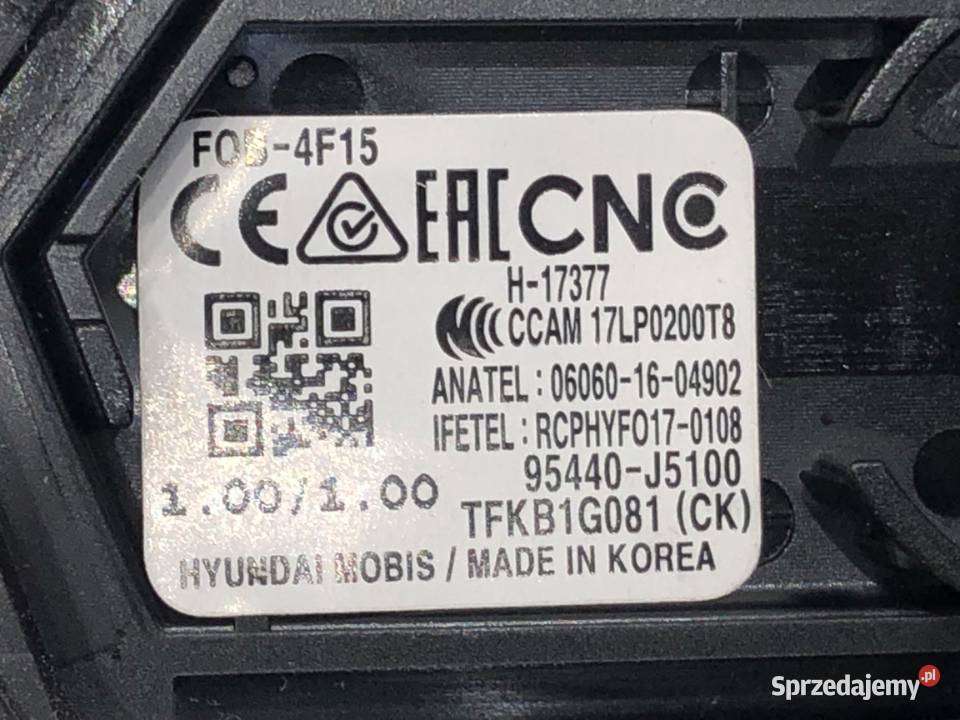 FOB-4F15
CE EAC CNC
H-17377
CCAM 17LP0200T8
ANATEL : 06060-16-04902
IFETEL : RCPHYFO17-0108
95440-J5100
1.00/1.00
TFKB1G081 (CK)
HYUNDAI MOBIS / MADE IN KOREA
Sprzedajemy.pl